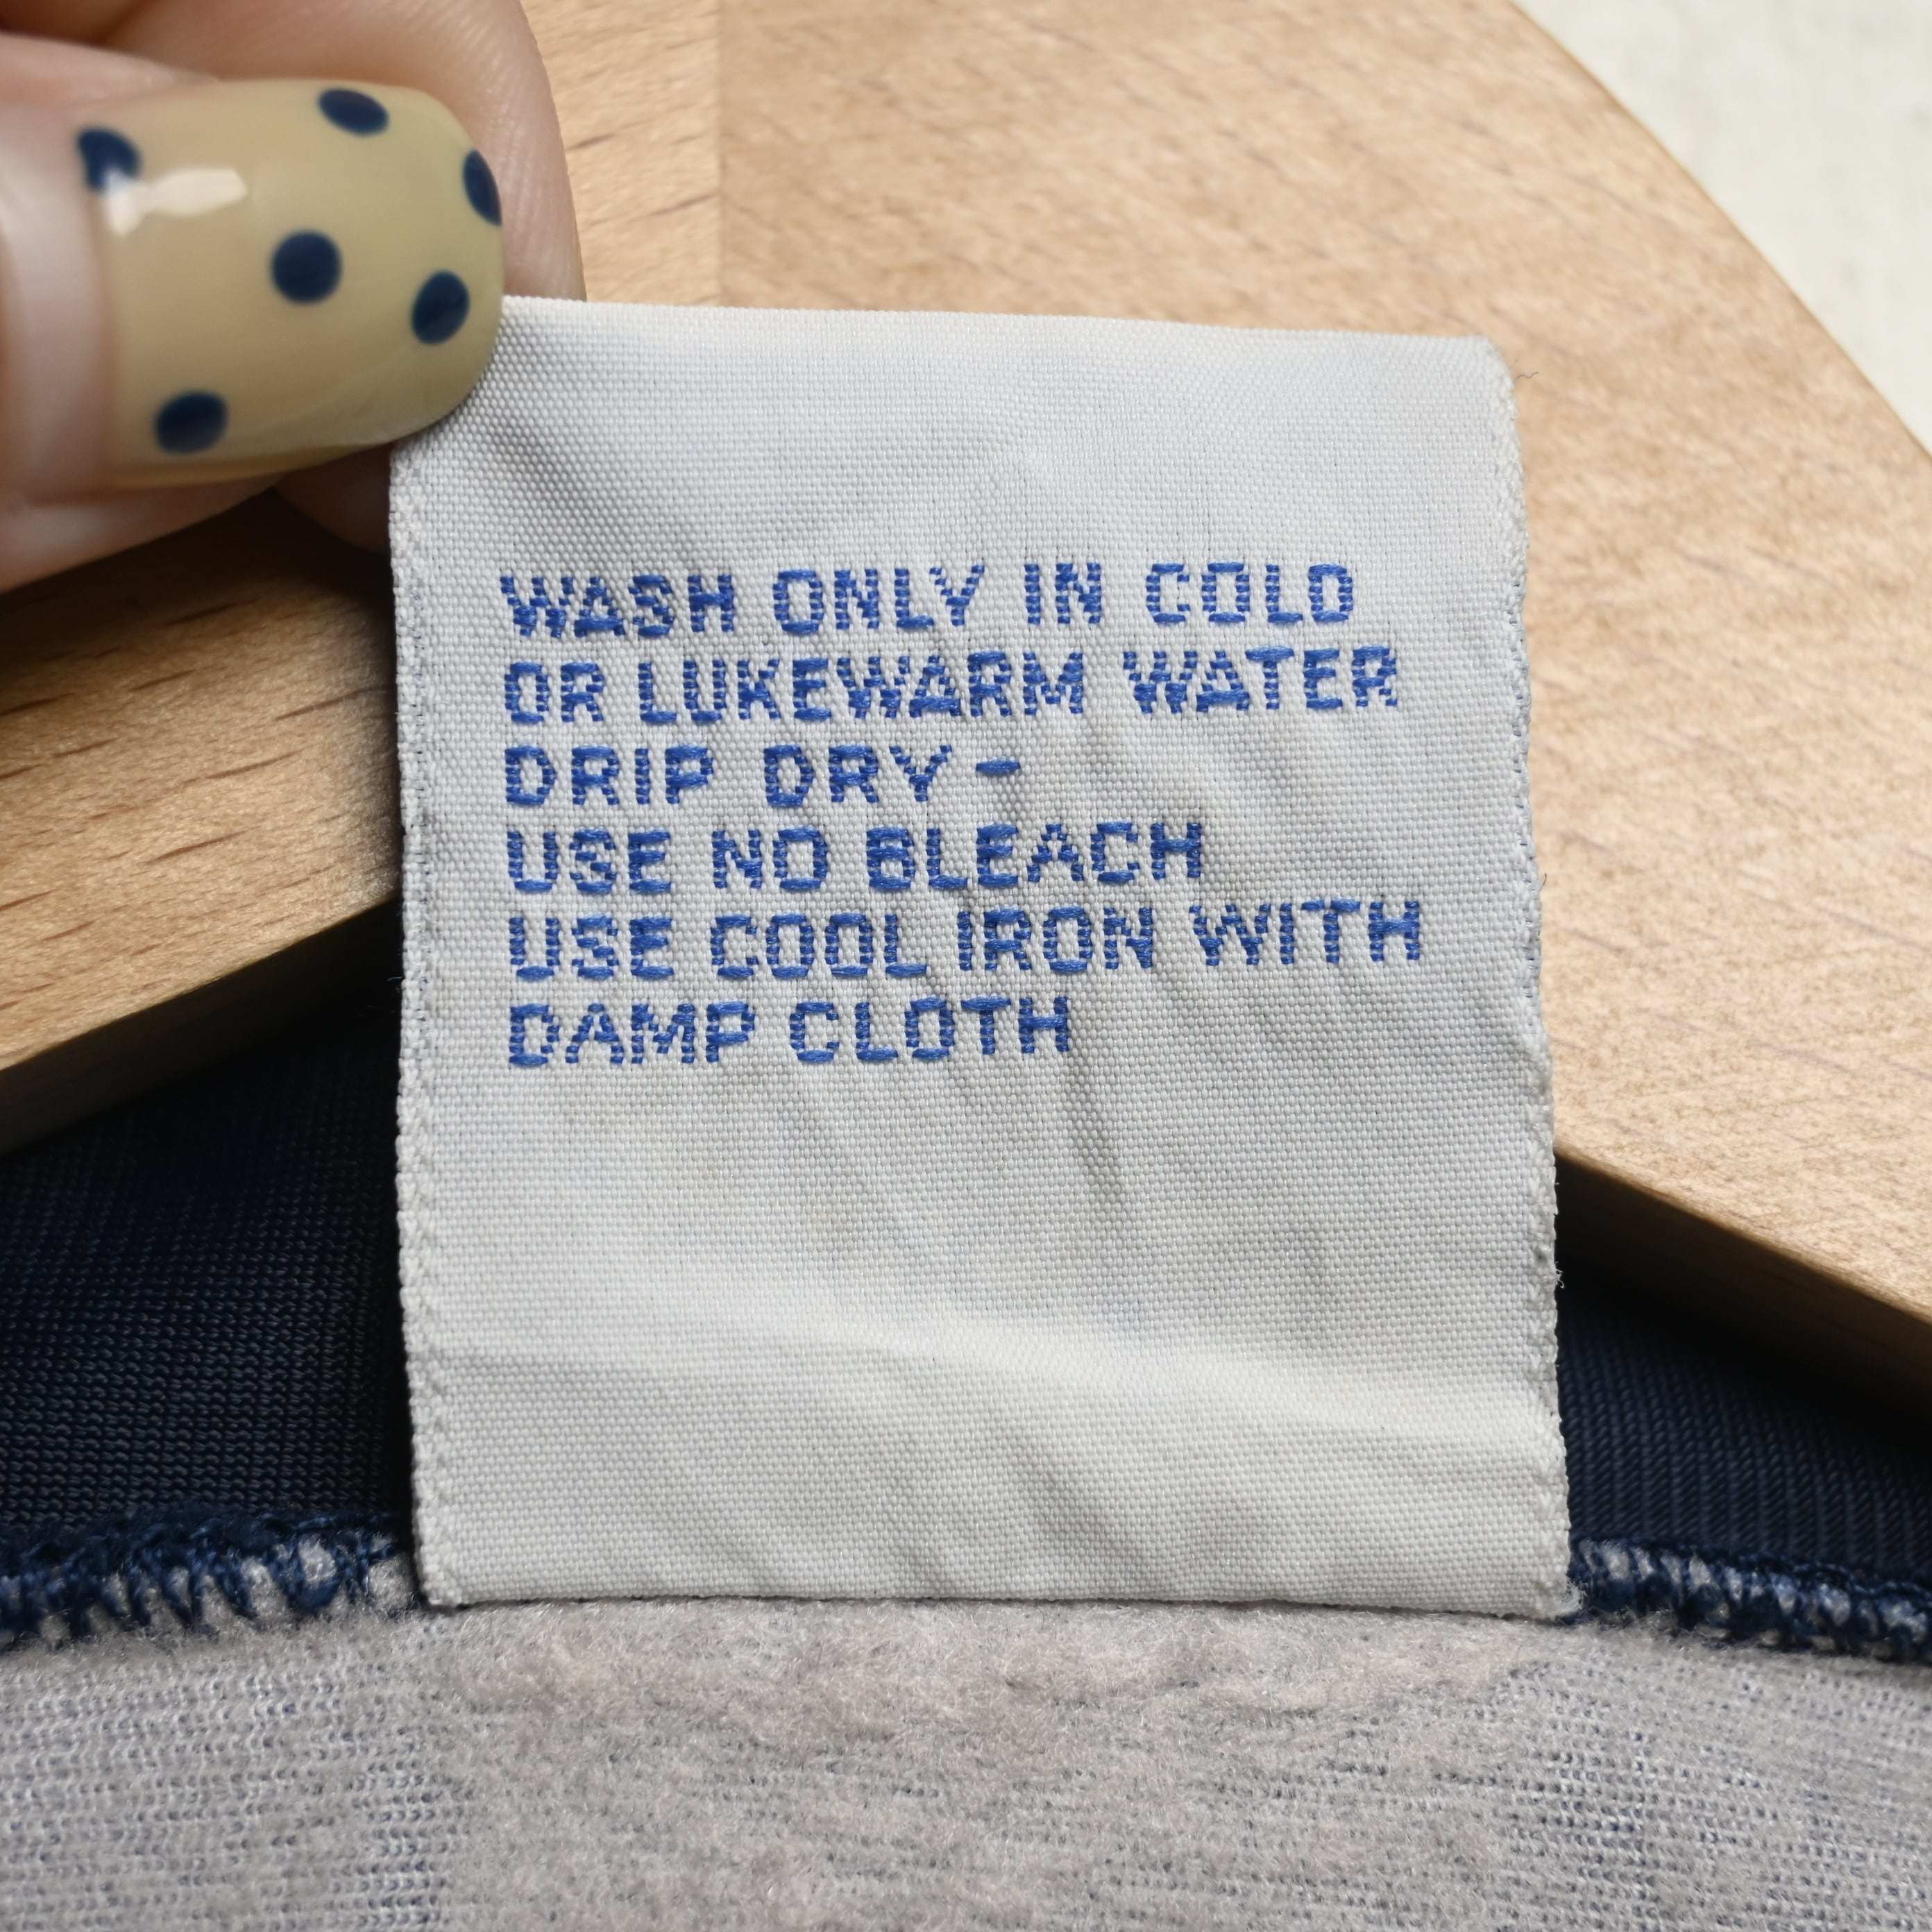 WASH ONLY IN COLD
OR LUKEWARM WATER
DRIP DRY -
USE NO BLEACH
USE COOL IRON WITH
DAMP CLOTH